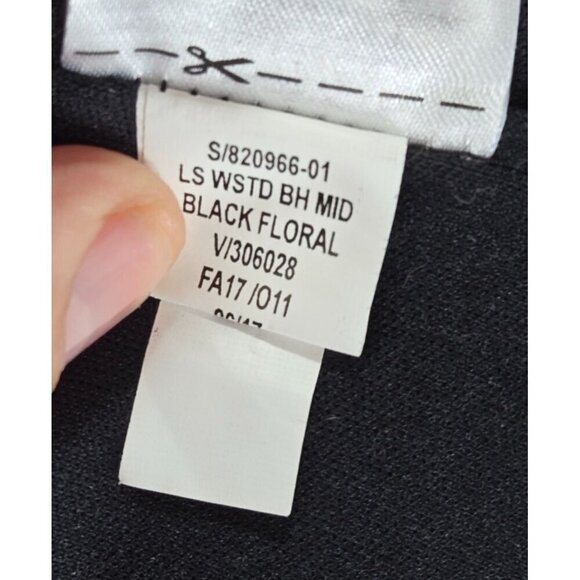 S/820966-01
LS WSTD BH MID
BLACK FLORAL
V/306028
FA17 /O11